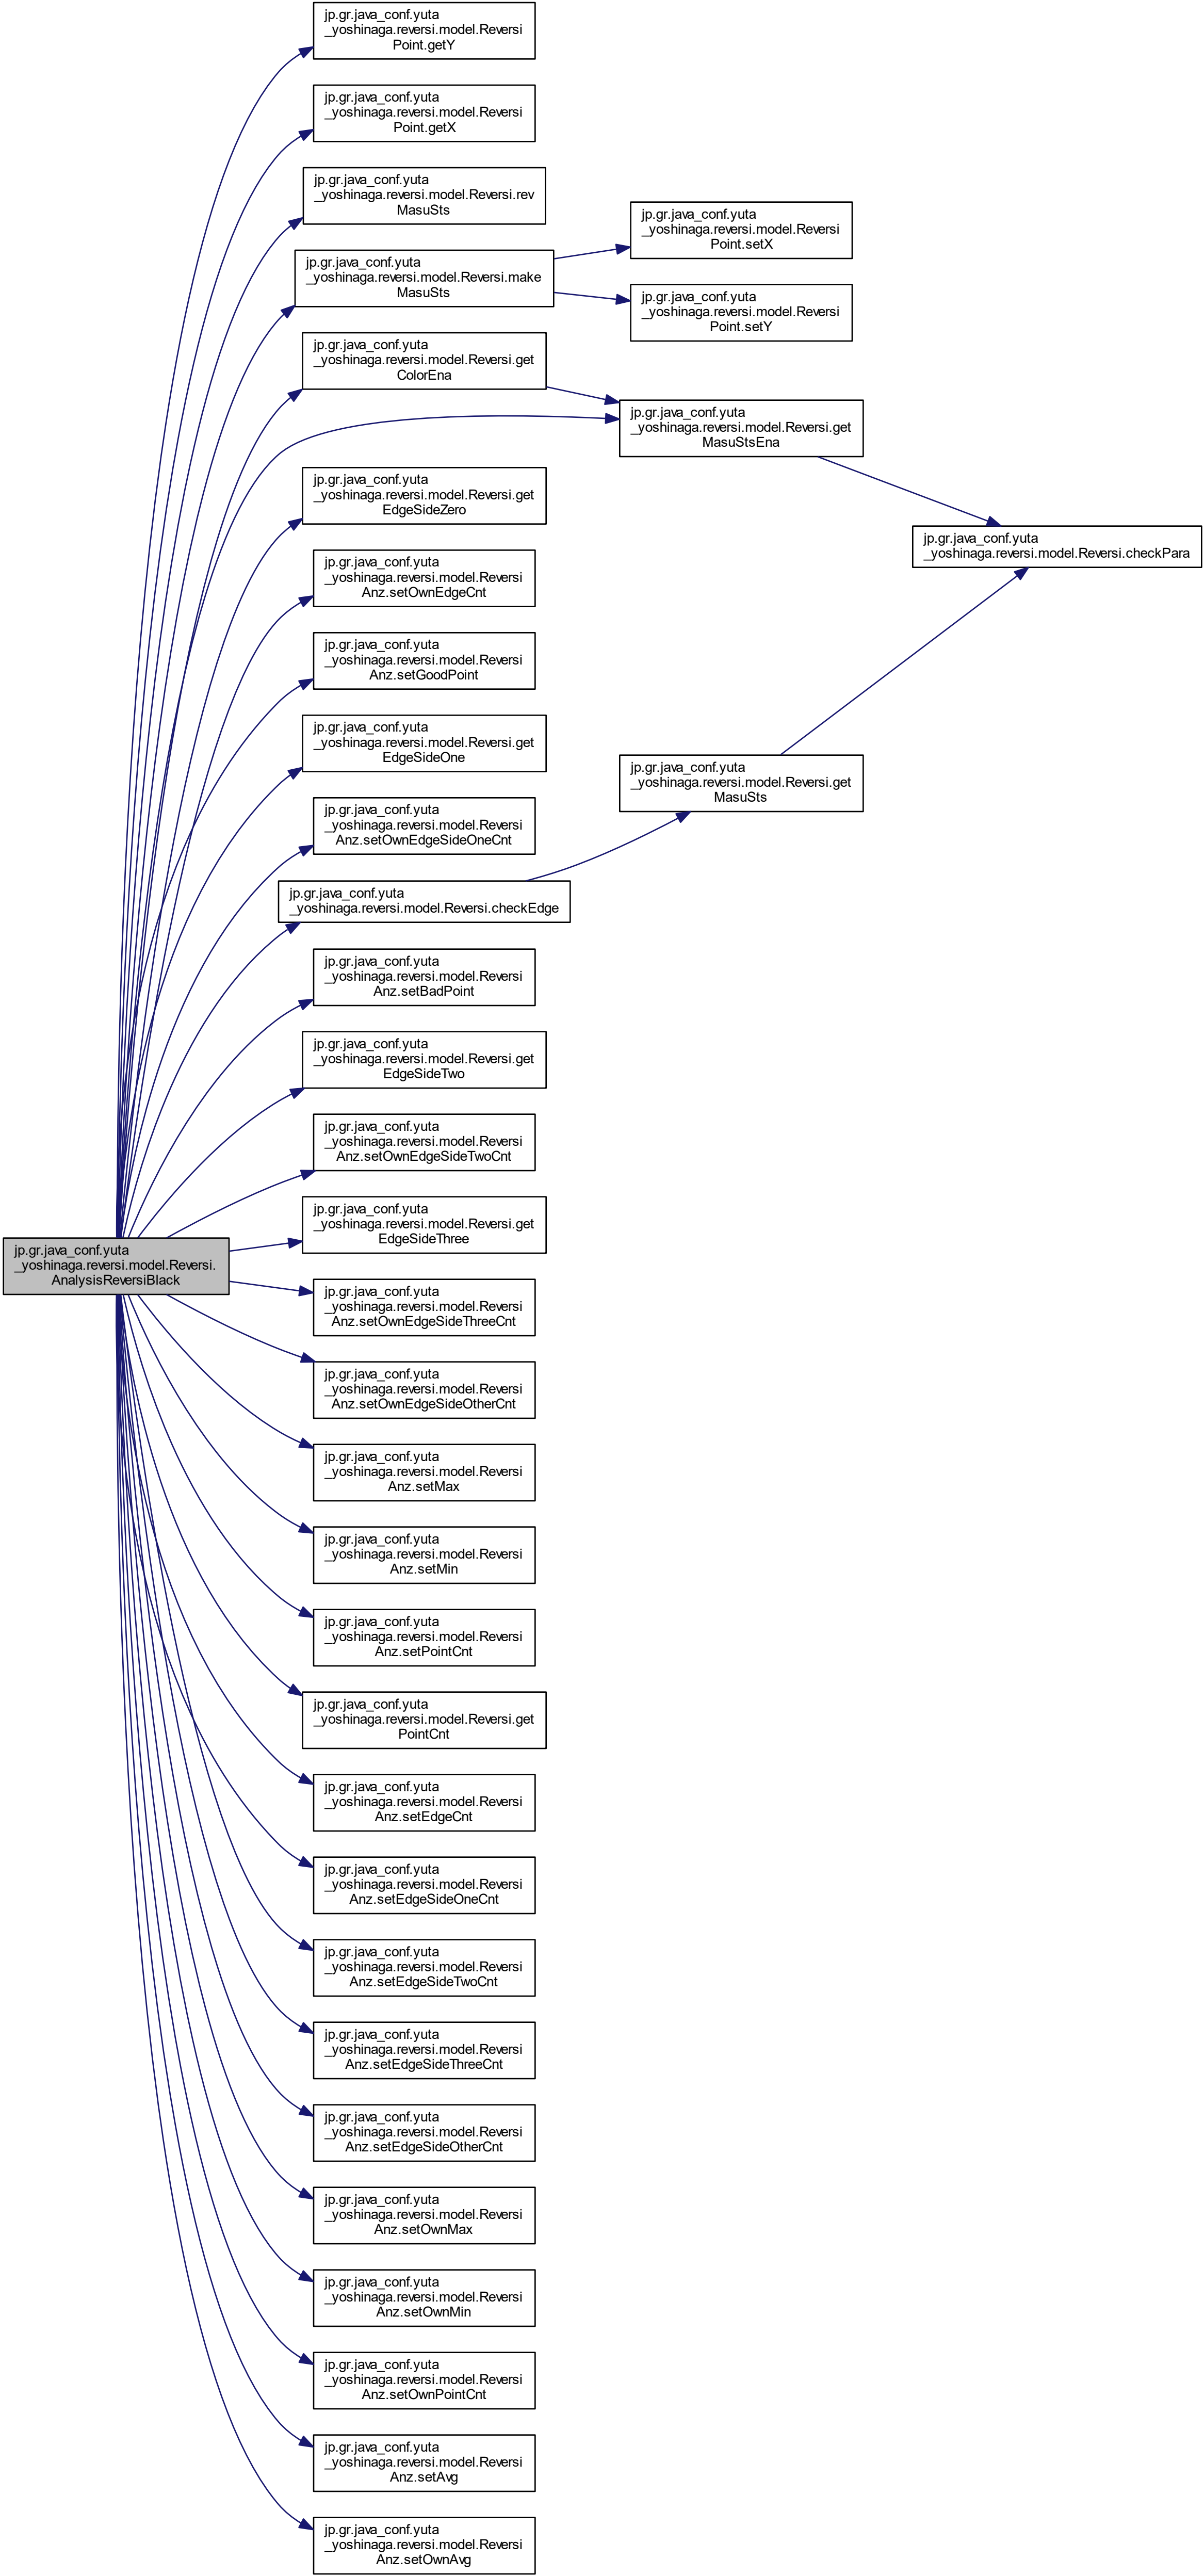 jp.gr.java_conf.yuta
_yoshinaga.reversi.model.Reversi
Point.getY
jp.gr.java_conf.yuta
_yoshinaga.reversi.model.Reversi
Point.getX
jp.gr.java_conf.yuta
_yoshinaga.reversi.model.Reversi.rev
MasuSts
jp.gr.java_conf.yuta
_yoshinaga.reversi.model.Reversi
Point.setX
jp.gr.java_conf.yuta
_yoshinaga.reversi.model.Reversi.make
MasuSts
jp.gr.java_conf.yuta
_yoshinaga.reversi.model.Reversi
Point.setY
jp.gr.java_conf.yuta
_yoshinaga.reversi.model.Reversi.get
ColorEna
jp.gr.java_conf.yuta
_yoshinaga.reversi.model.Reversi.get
MasuStsEna
jp.gr.java_conf.yuta
_yoshinaga.reversi.model.Reversi.get
EdgeSideZero
jp.gr.java_conf.yuta
_yoshinaga.reversi.model.Reversi.checkPara
jp.gr.java_conf.yuta
_yoshinaga.reversi.model.Reversi
Anz.setOwnEdgeCnt
jp.gr.java_conf.yuta
_yoshinaga.reversi.model.Reversi
Anz.setGoodPoint
jp.gr.java_conf.yuta
_yoshinaga.reversi.model.Reversi.get
EdgeSideOne
jp.gr.java_conf.yuta
_yoshinaga.reversi.model.Reversi.get
MasuSts
jp.gr.java_conf.yuta
_yoshinaga.reversi.model.Reversi
Anz.setOwnEdgeSideOneCnt
jp.gr.java_conf.yuta
_yoshinaga.reversi.model.Reversi.checkEdge
jp.gr.java_conf.yuta
_yoshinaga.reversi.model.Reversi
Anz.setBadPoint
jp.gr.java_conf.yuta
_yoshinaga.reversi.model.Reversi.get
EdgeSideTwo
jp.gr.java_conf.yuta
_yoshinaga.reversi.model.Reversi
Anz.setOwnEdgeSideTwoCnt
jp.gr.java_conf.yuta
_yoshinaga.reversi.model.Reversi.get
EdgeSideThree
jp.gr.java_conf.yuta
_yoshinaga.reversi.model.Reversi.
AnalysisReversiBlack
jp.gr.java_conf.yuta
_yoshinaga.reversi.model.Reversi
Anz.setOwnEdgeSideThreeCnt
jp.gr.java_conf.yuta
_yoshinaga.reversi.model.Reversi
Anz.setOwnEdgeSideOtherCnt
jp.gr.java_conf.yuta
_yoshinaga.reversi.model.Reversi
Anz.setMax
jp.gr.java_conf.yuta
_yoshinaga.reversi.model.Reversi
Anz.setMin
jp.gr.java_conf.yuta
_yoshinaga.reversi.model.Reversi
Anz.setPointCnt
jp.gr.java_conf.yuta
_yoshinaga.reversi.model.Reversi.get
PointCnt
jp.gr.java_conf.yuta
_yoshinaga.reversi.model.Reversi
Anz.setEdgeCnt
jp.gr.java_conf.yuta
_yoshinaga.reversi.model.Reversi
Anz.setEdgeSideOneCnt
jp.gr.java_conf.yuta
_yoshinaga.reversi.model.Reversi
Anz.setEdgeSideTwoCnt
jp.gr.java_conf.yuta
_yoshinaga.reversi.model.Reversi
Anz.setEdgeSideThreeCnt
jp.gr.java_conf.yuta
_yoshinaga.reversi.model.Reversi
Anz.setEdgeSideOtherCnt
jp.gr.java_conf.yuta
_yoshinaga.reversi.model.Reversi
Anz.setOwnMax
jp.gr.java_conf.yuta
_yoshinaga.reversi.model.Reversi
Anz.setOwnMin
jp.gr.java_conf.yuta
_yoshinaga.reversi.model.Reversi
Anz.setOwnPointCnt
jp.gr.java_conf.yuta
_yoshinaga.reversi.model.Reversi
Anz.setAvg
jp.gr.java_conf.yuta
_yoshinaga.reversi.model.Reversi
Anz.setOwnAvg